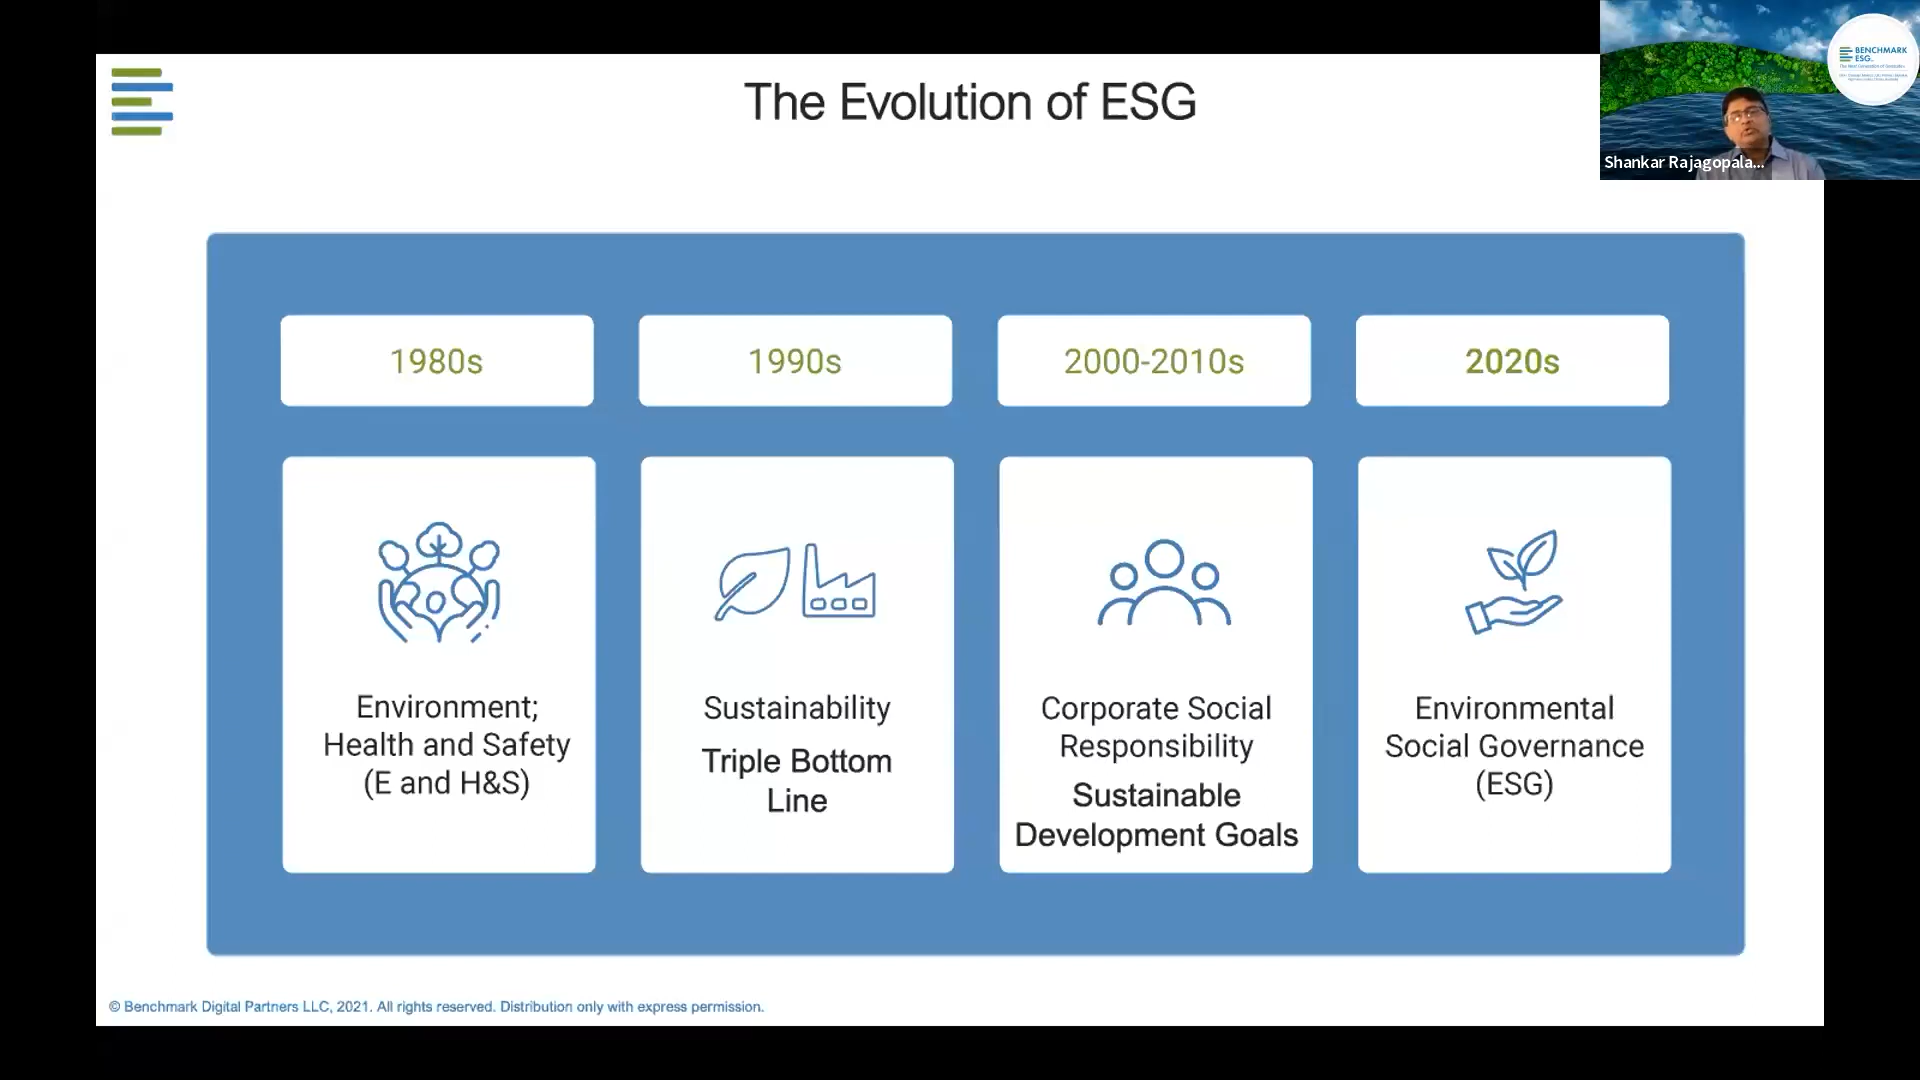 The Evolution of ESG
BENCHMARK
ESG
Shankar Rajagopala...
1980s
1990s
2000-2010s
2020s
Environment;
Health and Safety
(E and H&S)
Sustainability
Triple Bottom
Line
Corporate Social
Responsibility
Sustainable
Development Goals
Environmental
Social Governance
(ESG)
© Benchmark Digital Partners LLC, 2021. All rights reserved. Distribution only with express permission.